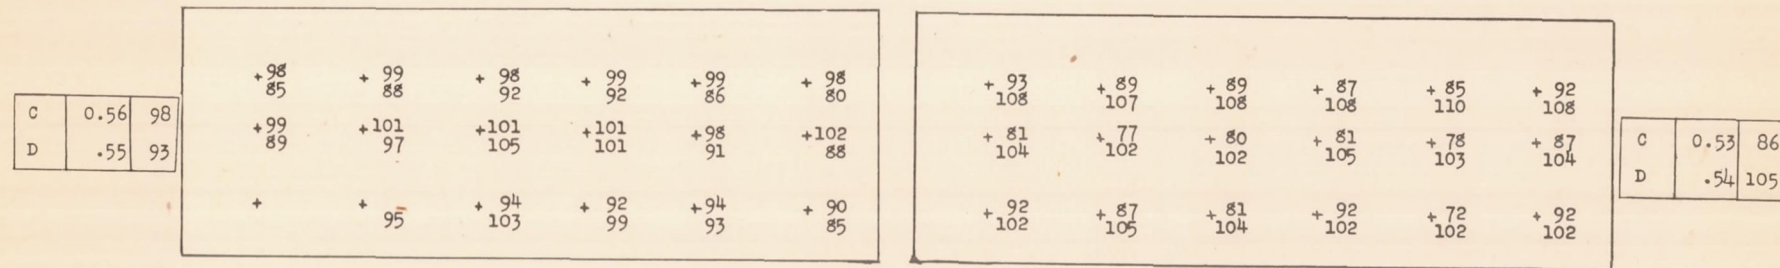 C 0.56 98
D .55 93
+98 + 99 + 98 + 99 +99 + 98
85 88 92 92 86 80
+99 +101 +101 +101 +98 +102
89 97 105 101 91 88
+ + – + 94 + 92 +94 + 90
95 103 99 93 85
+ 93 + 89 + 89 + 87 + 85 + 92
108 107 108 108 110 108
+ 81 +77 + 80 + 81 + 78 + 87
104 102 102 105 103 104
+ 92 + 87 + 81 + 92 + 72 + 92
102 105 104 102 102 102
C 0.53 86
D .54 105